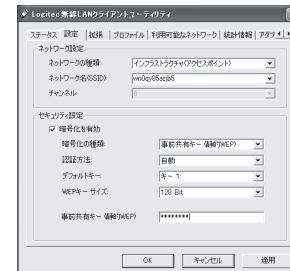 Logitec 無線LANクライアントユーティリティ
ステータス 設定 拡張 プロファイル 利用可能なネットワーク 統計情報 アダプ
ネットワーク設定
ネットワークの種類: インフラストラクチャ(アクセスポイント)
ネットワーク名(SSID):
チャンネル: 6
セキュリティ設定
暗号化を有効
暗号化の種類: 事前共有キー (静的WEP)
認証方法: 自動
デフォルトキー: キー 1:
WEPキー サイズ: 128 Bit
事前共有キー (静的WEP) ********
OK キャンセル 適用